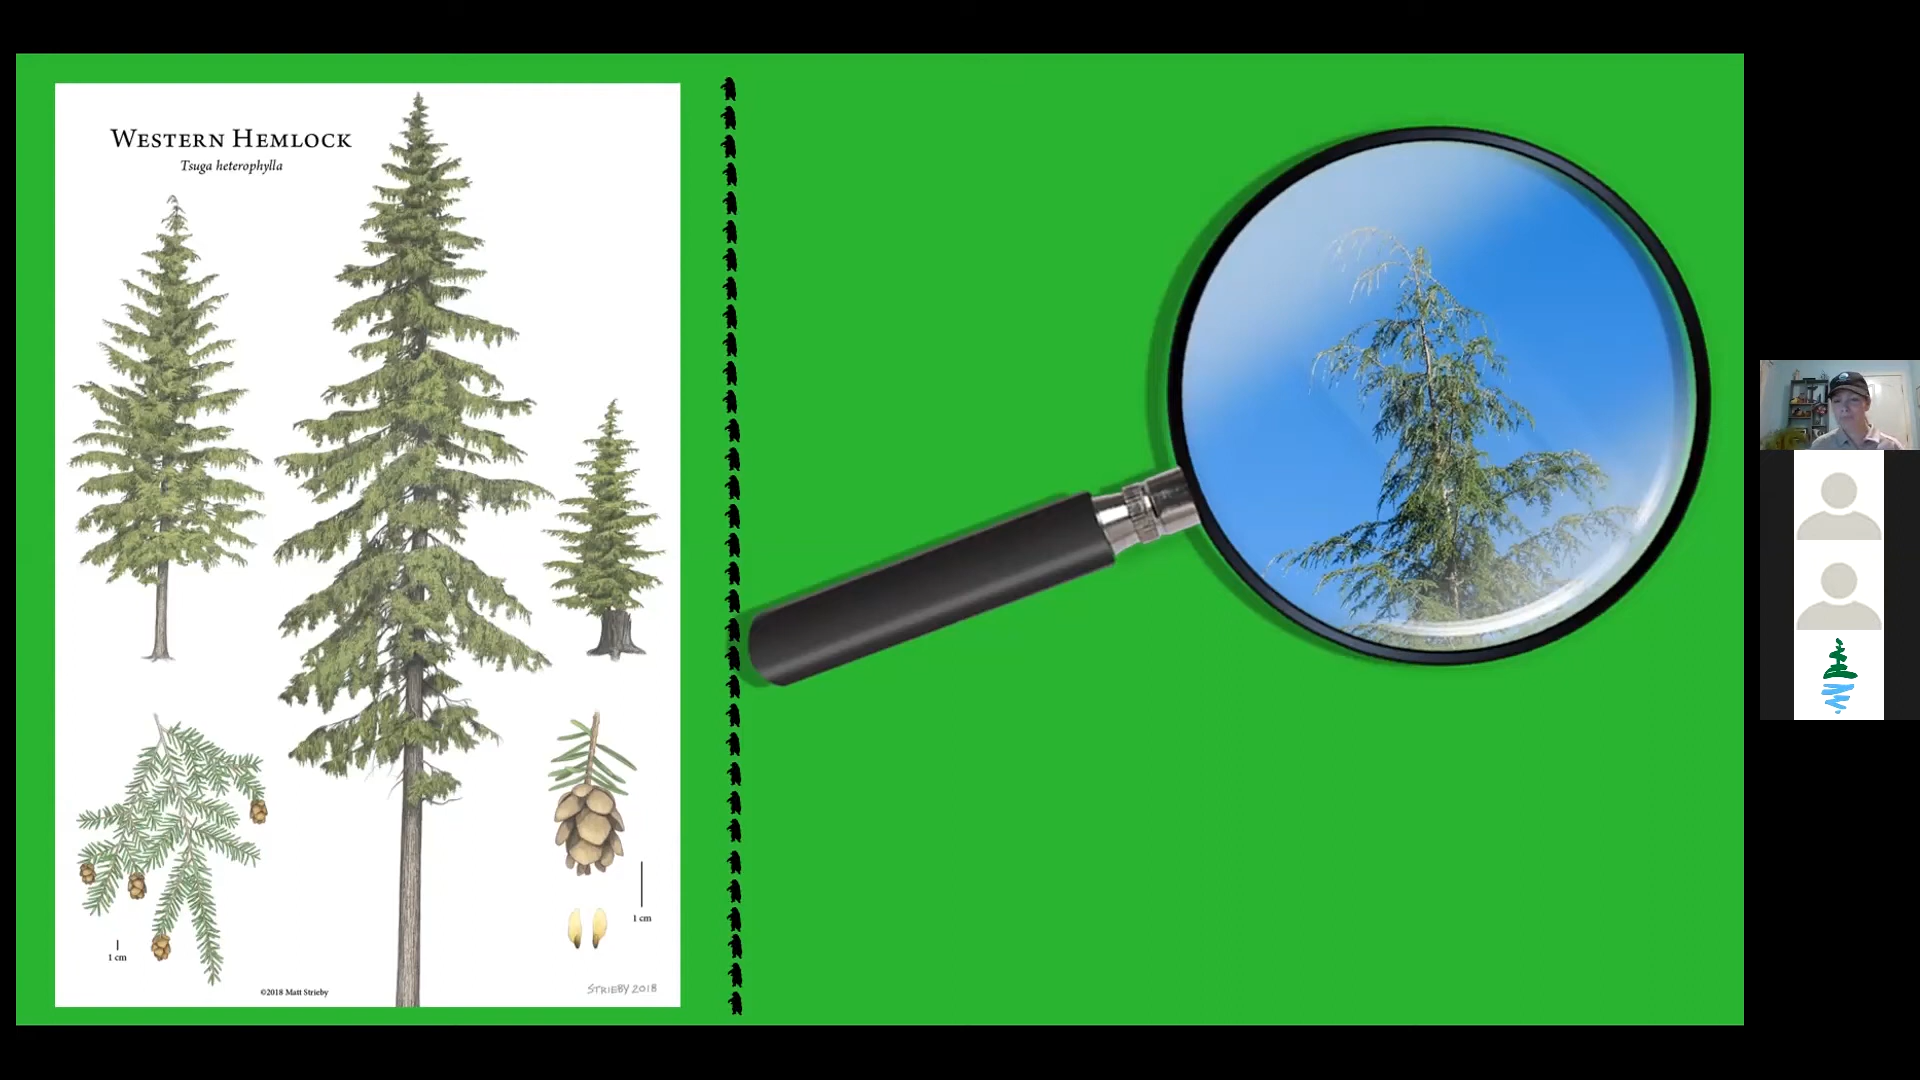 WESTERN HEMLOCK
Tsuga heterophylla
1 cm
1 cm
©2018 Matt Strieby
STRIEBY 2018